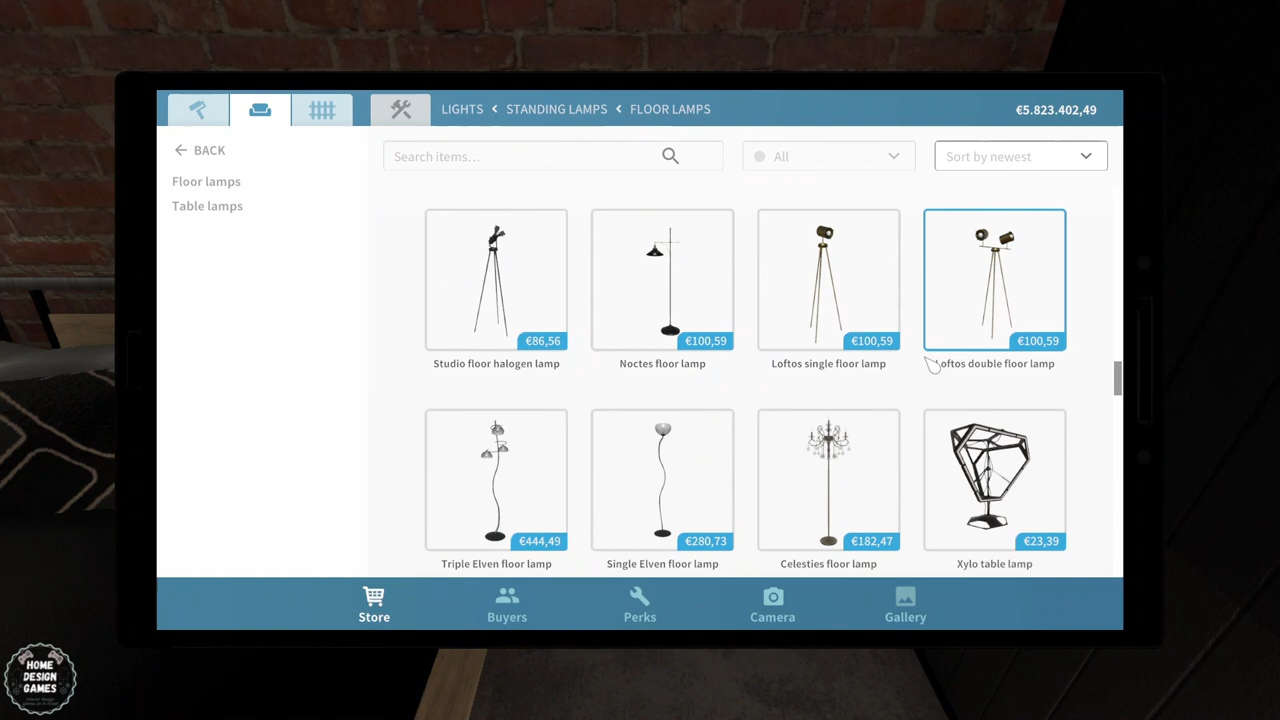 LIGHTS < STANDING LAMPS < FLOOR LAMPS
€5.823.402,49
BACK
Floor lamps
Table lamps
Search items...
All
Sort by newest
€86,56
€100,59
€100,59
€100,59
Studio floor halogen lamp
Noctes floor lamp
Loftos single floor lamp
oftos double floor lamp
€444,49
€280,73
€182,47
€23,39
Triple Elven floor lamp
Single Elven floor lamp
Celesties floor lamp
Xylo table lamp
Store
Buyers
Perks
Camera
Gallery
HOME
DESIGN
GAMES